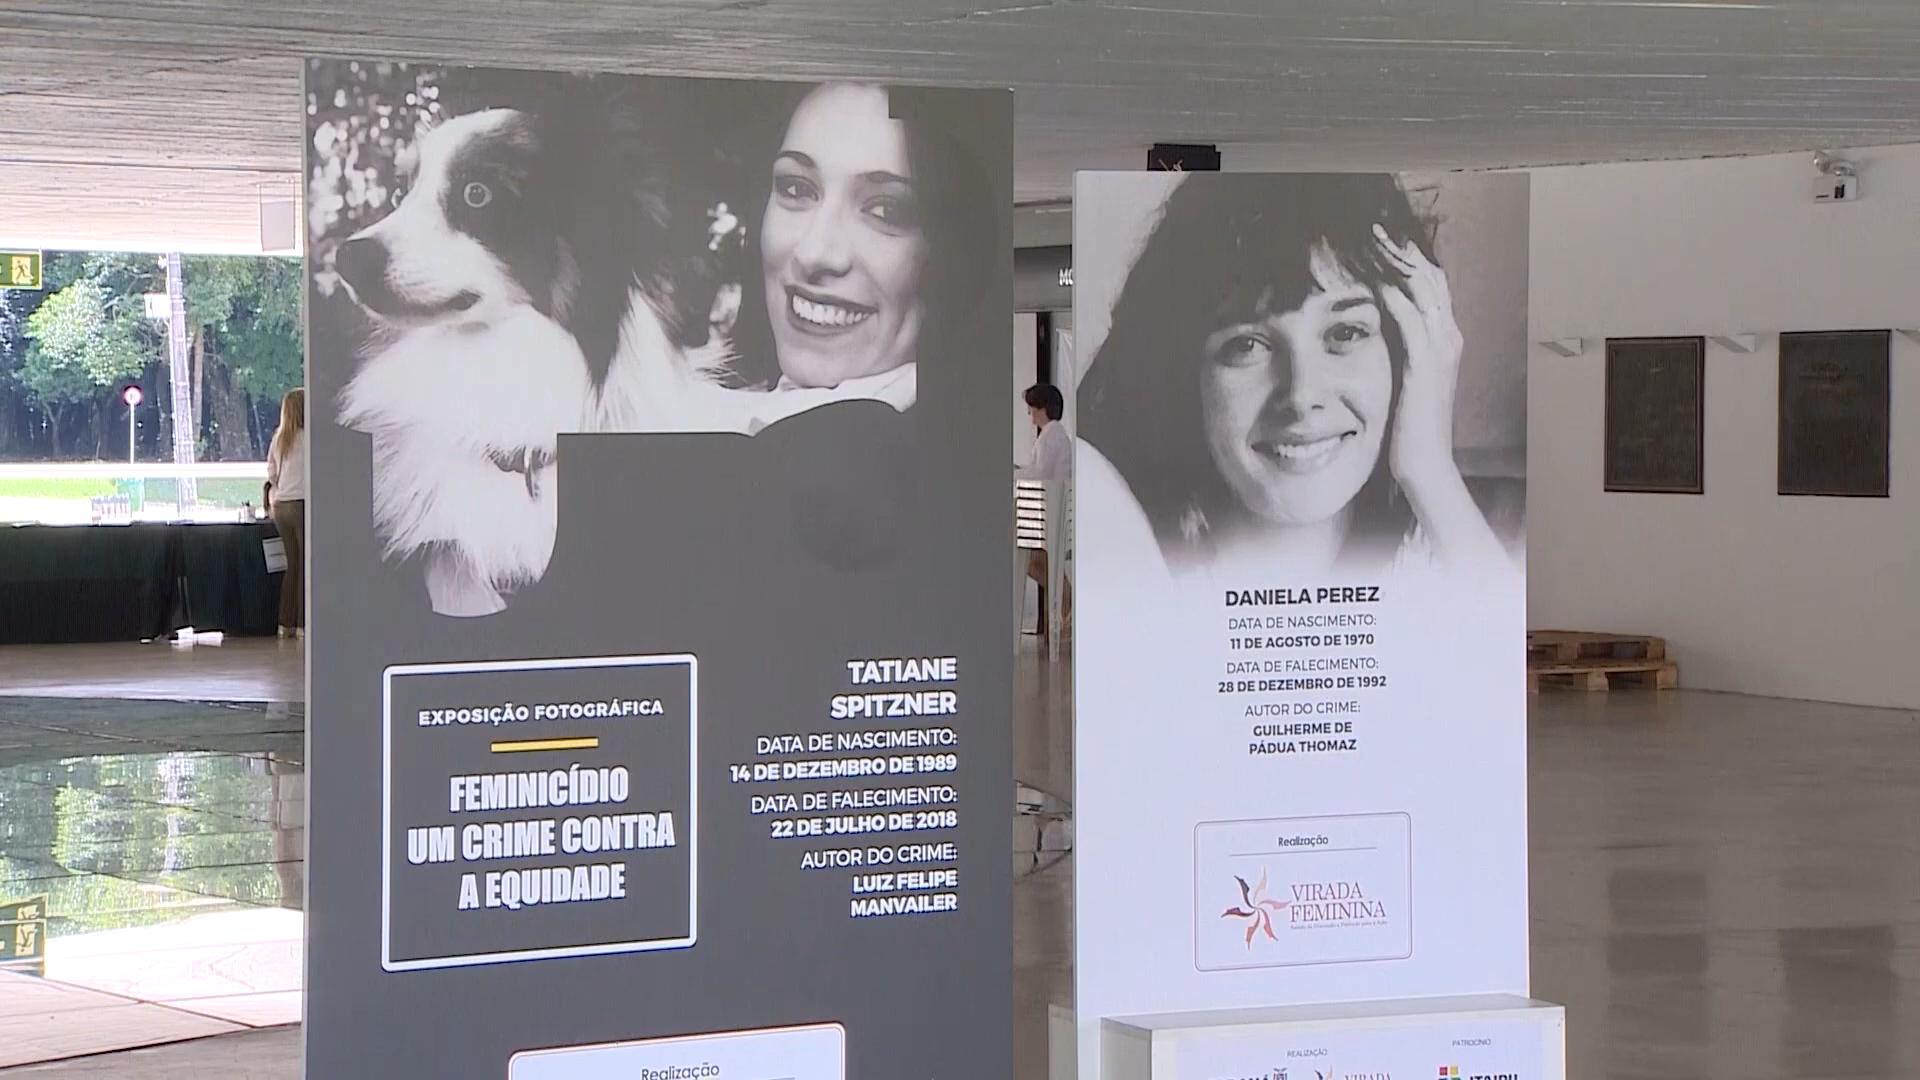 EXPOSIÇÃO FOTOGRÁFICA
FEMINICÍDIO
UM CRIME CONTRA
A EQUIDADE
TATIANE
SPITZNER
DATA DE NASCIMENTO:
14 DE DEZEMBRO DE 1989
DATA DE FALECIMENTO:
22 DE JULHO DE 2018
AUTOR DO CRIME:
LUIZ FELIPE
MANVAILER
Realização
DANIELA PEREZ
DATA DE NASCIMENTO:
11 DE AGOSTO DE 1970
DATA DE FALECIMENTO:
28 DE DEZEMBRO DE 1992
AUTOR DO CRIME:
GUILHERME DE
PÁDUA THOMAZ
Realização
VIRADA
FEMININA
REALIZAÇÃO
PATROCÍNIO
VIRADA
ITAIPU